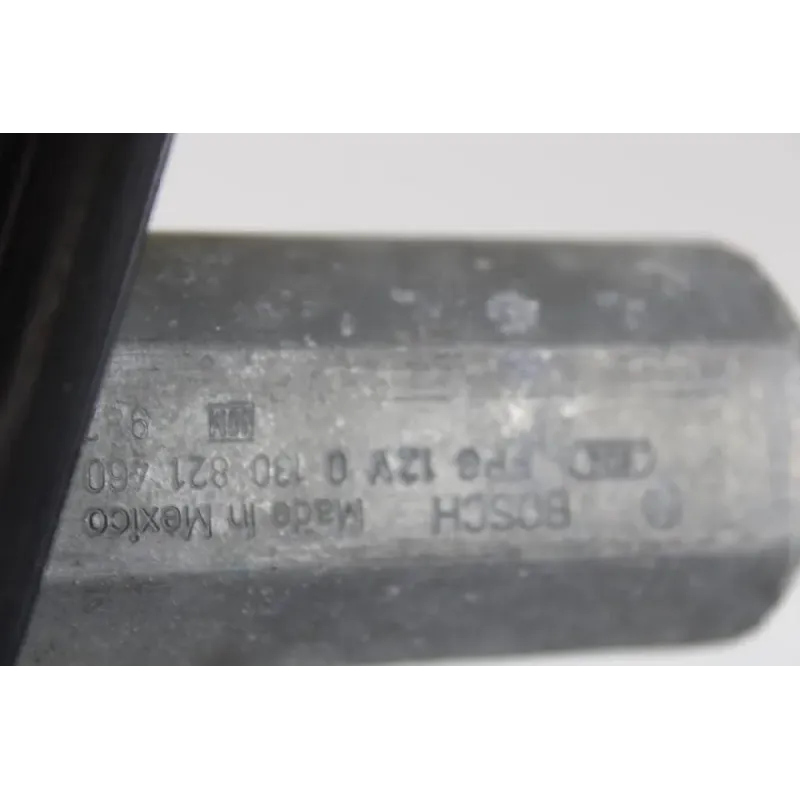 BOSCH Made in Mexico
FPG 12V 0 130 821 460